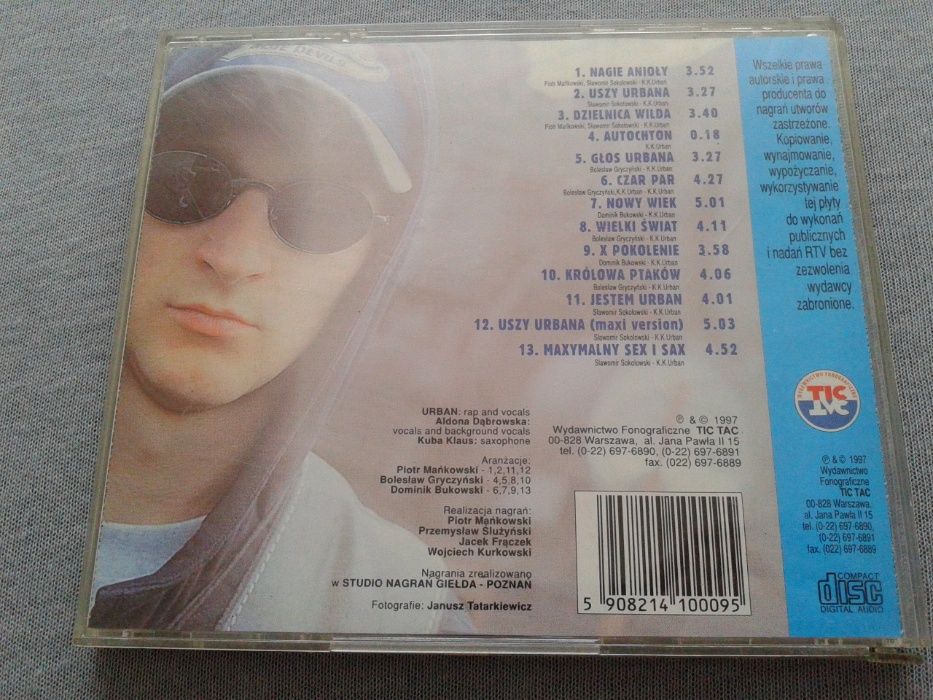 BLUE DEVILS
1. NAGIE ANIOŁY 3.52
Piotr Mańkowski, Sławomir Sokołowski - K.K.Urban
2. USZY URBANA 3.27
Sławomir Sokołowski - K.K.Urban
3. DZIELNICA WILDA 3.40
Piotr Mańkowski, Sławomir Sokołowski - K.K.Urban
4. AUTOCHTON 0.18
K.K.Urban
5. GŁOS URBANA 3.27
Bolesław Gryczyński - K.K.Urban
6. CZAR PAR 4.27
Bolesław Gryczyński,K.K.Urban - K.K.Urban
7. NOWY WIEK 5.01
Dominik Bukowski - K.K.Urban
8. WIELKI ŚWIAT 4.11
Bolesław Gryczyński - K.K.Urban
9. X POKOLENIE 3.58
Dominik Bukowski - K.K.Urban
10. KRÓLOWA PTAKÓW 4.06
Bolesław Gryczyński - K.K.Urban
11. JESTEM URBAN 4.01
Sławomir Sokołowski - K.K.Urban
12. USZY URBANA (maxi version) 5.03
Sławomir Sokołowski - K.K.Urban
13. MAXYMALNY SEX I SAX 4.52
Sławomir Sokołowski - K.K.Urban
URBAN: rap and vocals
Aldona Dąbrowska:
vocals and background vocals
Kuba Klaus: saxophone
Aranżacje:
Piotr Mańkowski - 1,2,11,12
Bolesław Gryczyński - 4,5,8,10
Dominik Bukowski - 6,7,9,13
Realizacja nagrań:
Piotr Mańkowski
Przemysław Ślużyński
Jacek Frączek
Wojciech Kurkowski
Nagrania zrealizowano
w STUDIO NAGRAŃ GIEŁDA - POZNAŃ
Fotografie: Janusz Tatarkiewicz
℗ & © 1997
Wydawnictwo Fonograficzne TIC TAC
00-828 Warszawa, al. Jana Pawła II 15
tel. (0-22) 697-6890, (0-22) 697-6891
fax. (022) 697-6889
5 908214 100095
Wszelkie prawa
autorskie i prawa
producenta do
nagrań utworów
zastrzeżone.
Kopiowanie,
wynajmowanie,
wypożyczanie,
wykorzystywanie
tej płyty
do wykonań
publicznych
i nadań RTV bez
zezwolenia
wydawcy
zabronione.
WYDAWNICTWO FONOGRAFICZNE
TIC
TAC
℗ & © 1997
Wydawnictwo
Fonograficzne
TIC TAC
00-828 Warszawa,
al. Jana Pawła II 15
tel. (0-22) 697-6890,
(0-22) 697-6891
fax. (022) 697-6889
COMPACT
disc
DIGITAL AUDIO